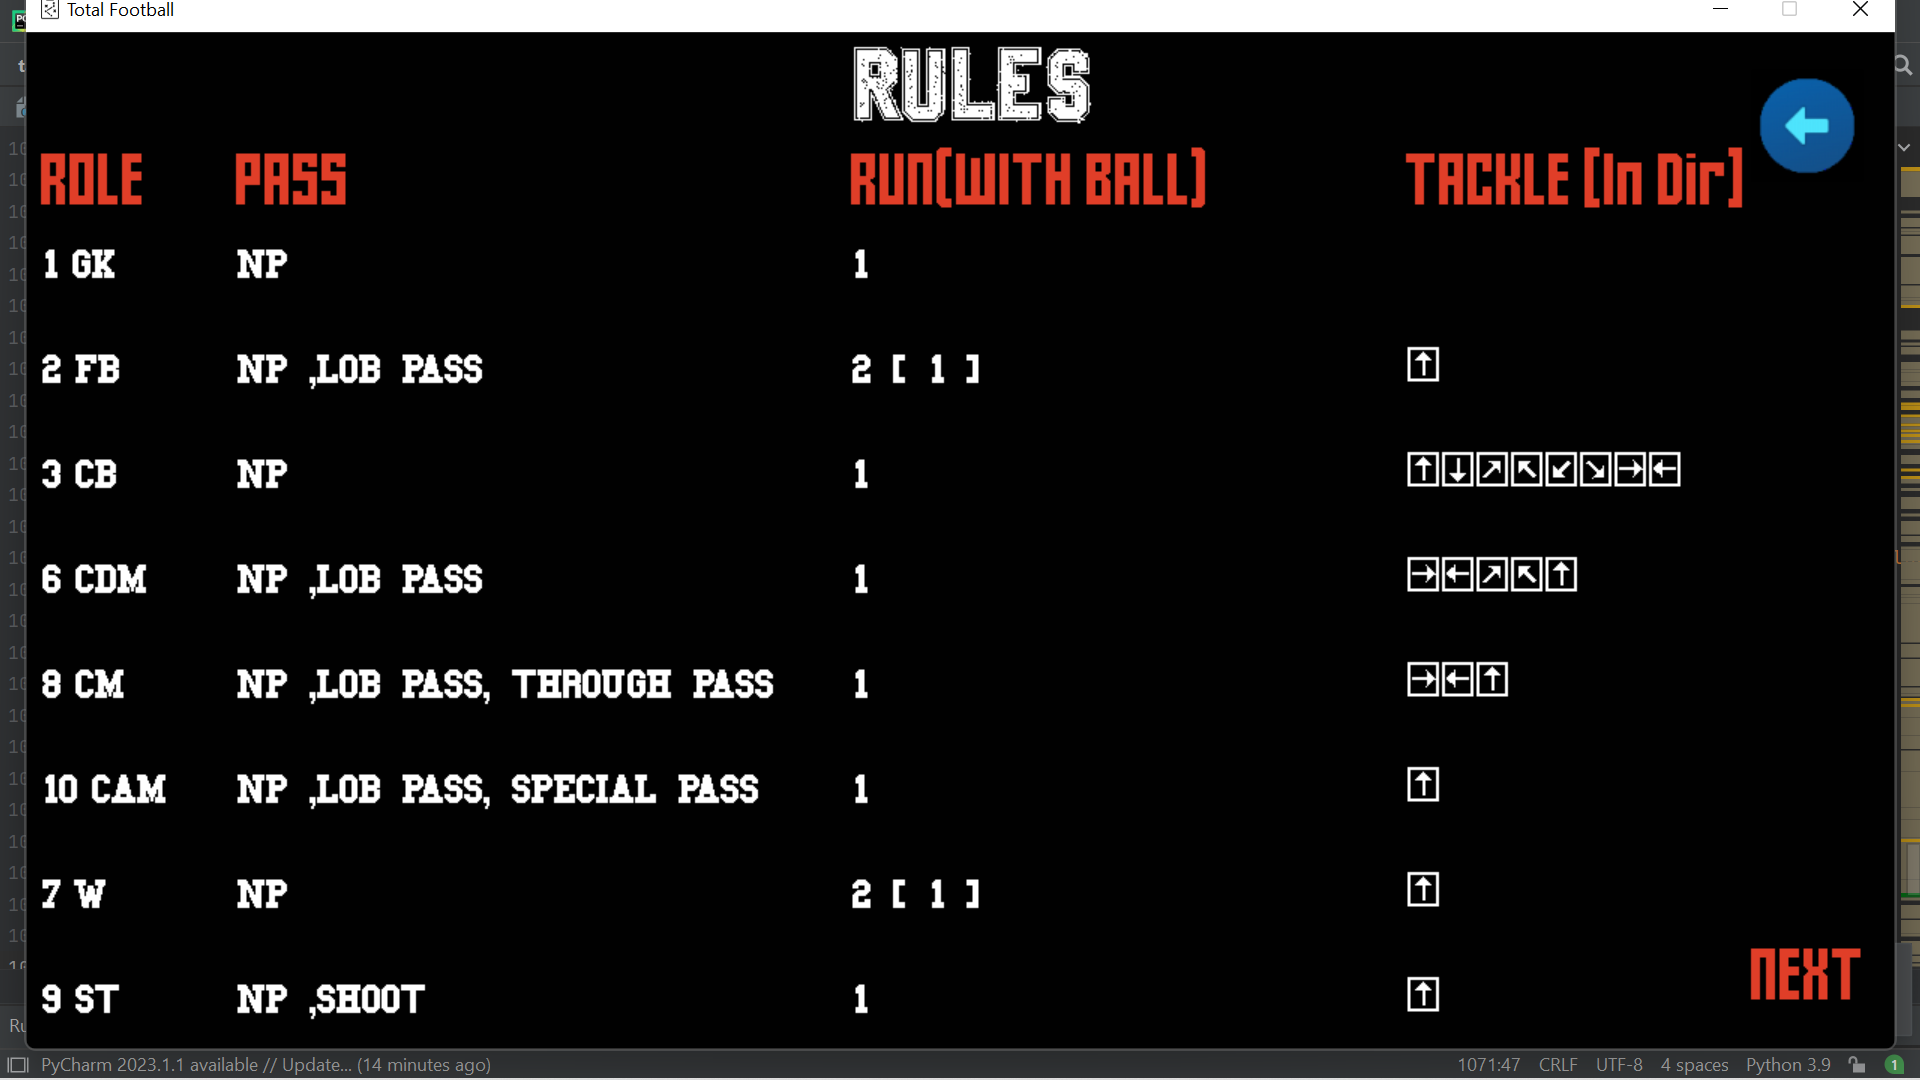 Total Football
RULES
ROLE PASS RUN(WITH BALL) TACKLE [In Dir]
1 GK NP 1
2 FB NP ,LOB PASS 2 [ 1 ] ↑
3 CB NP 1 ↑↓↗↖↙↘→←
6 CDM NP ,LOB PASS 1 →←↗↖↑
8 CM NP ,LOB PASS, THROUGH PASS 1 →←↑
10 CAM NP ,LOB PASS, SPECIAL PASS 1 ↑
7 W NP 2 [ 1 ] ↑
9 ST NP ,SHOOT 1 ↑
NEXT
PyCharm 2023.1.1 available // Update... (14 minutes ago) 1071:47 CRLF UTF-8 4 spaces Python 3.9 1